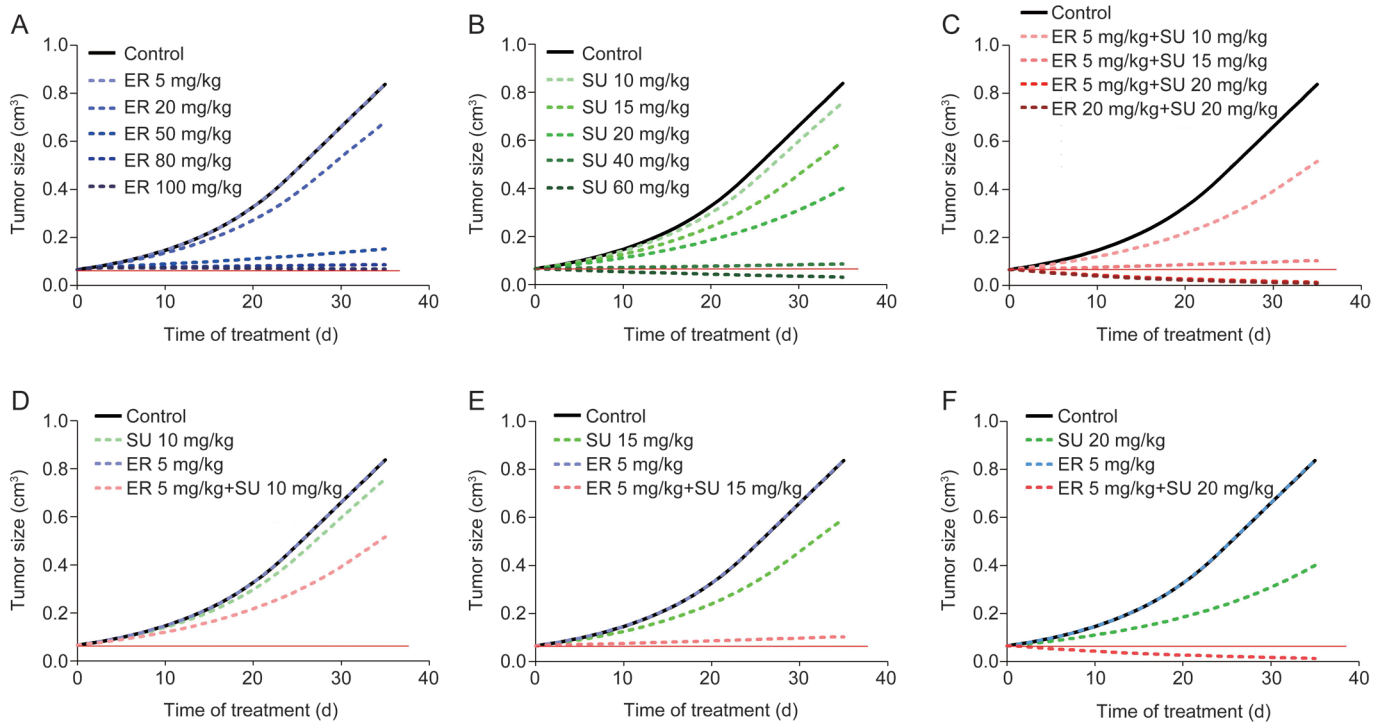 A
Control
ER 5 mg/kg
ER 20 mg/kg
ER 50 mg/kg
ER 80 mg/kg
ER 100 mg/kg
Tumor size (cm³)
1.0
0.8
0.6
0.4
0.2
0.0
0
10
20
30
40
Time of treatment (d)
B
Control
SU 10 mg/kg
SU 15 mg/kg
SU 20 mg/kg
SU 40 mg/kg
SU 60 mg/kg
Tumor size (cm³)
1.0
0.8
0.6
0.4
0.2
0.0
0
10
20
30
40
Time of treatment (d)
C
Control
ER 5 mg/kg+SU 10 mg/kg
ER 5 mg/kg+SU 15 mg/kg
ER 5 mg/kg+SU 20 mg/kg
ER 20 mg/kg+SU 20 mg/kg
Tumor size (cm³)
1.0
0.8
0.6
0.4
0.2
0.0
0
10
20
30
40
Time of treatment (d)
D
Control
SU 10 mg/kg
ER 5 mg/kg
ER 5 mg/kg+SU 10 mg/kg
Tumor size (cm³)
1.0
0.8
0.6
0.4
0.2
0.0
0
10
20
30
40
Time of treatment (d)
E
Control
SU 15 mg/kg
ER 5 mg/kg
ER 5 mg/kg+SU 15 mg/kg
Tumor size (cm³)
1.0
0.8
0.6
0.4
0.2
0.0
0
10
20
30
40
Time of treatment (d)
F
Control
SU 20 mg/kg
ER 5 mg/kg
ER 5 mg/kg+SU 20 mg/kg
Tumor size (cm³)
1.0
0.8
0.6
0.4
0.2
0.0
0
10
20
30
40
Time of treatment (d)